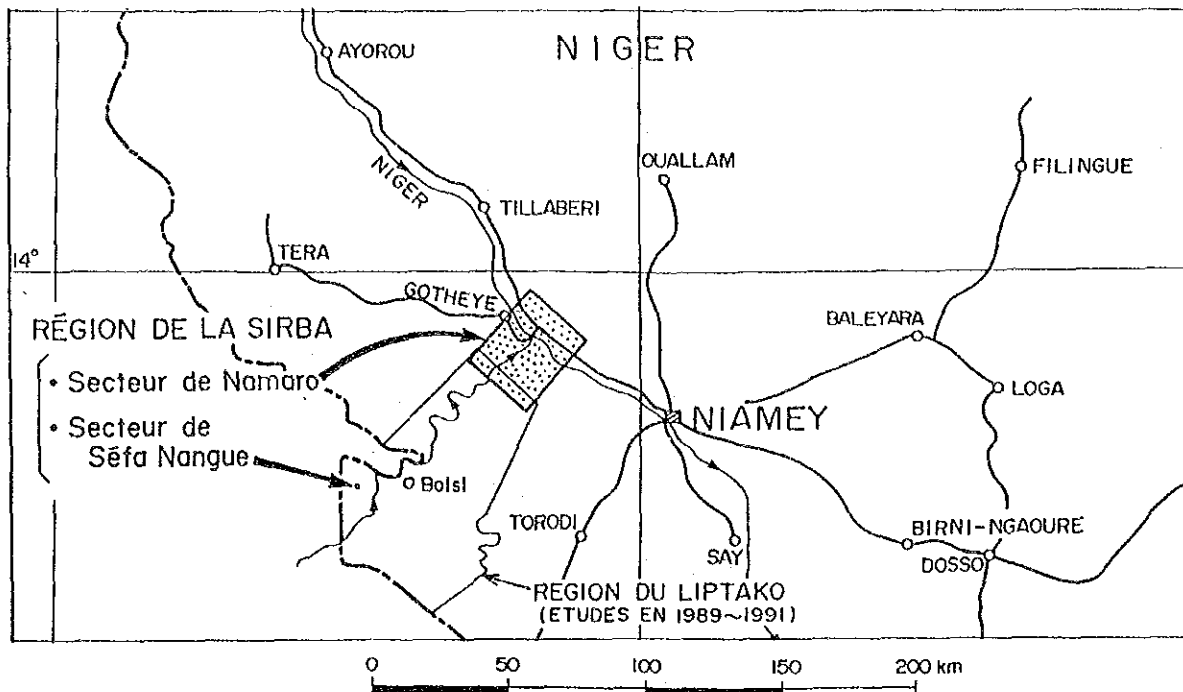 NIGER
AYOROU
NIGER
OUALLAM
FILINGUE
TILLABERI
14°
TERA
GOTHEYE
RÉGION DE LA SIRBA
• Secteur de Namaro
• Secteur de
Séfa Nangue
BALEYARA
LOGA
NIAMEY
Bolsi
TORODI
SAY
BIRNI-NGAOURE
DOSSO
REGION DU LIPTAKO
(ETUDES EN 1989~1991)
0 50 100 150 200 km